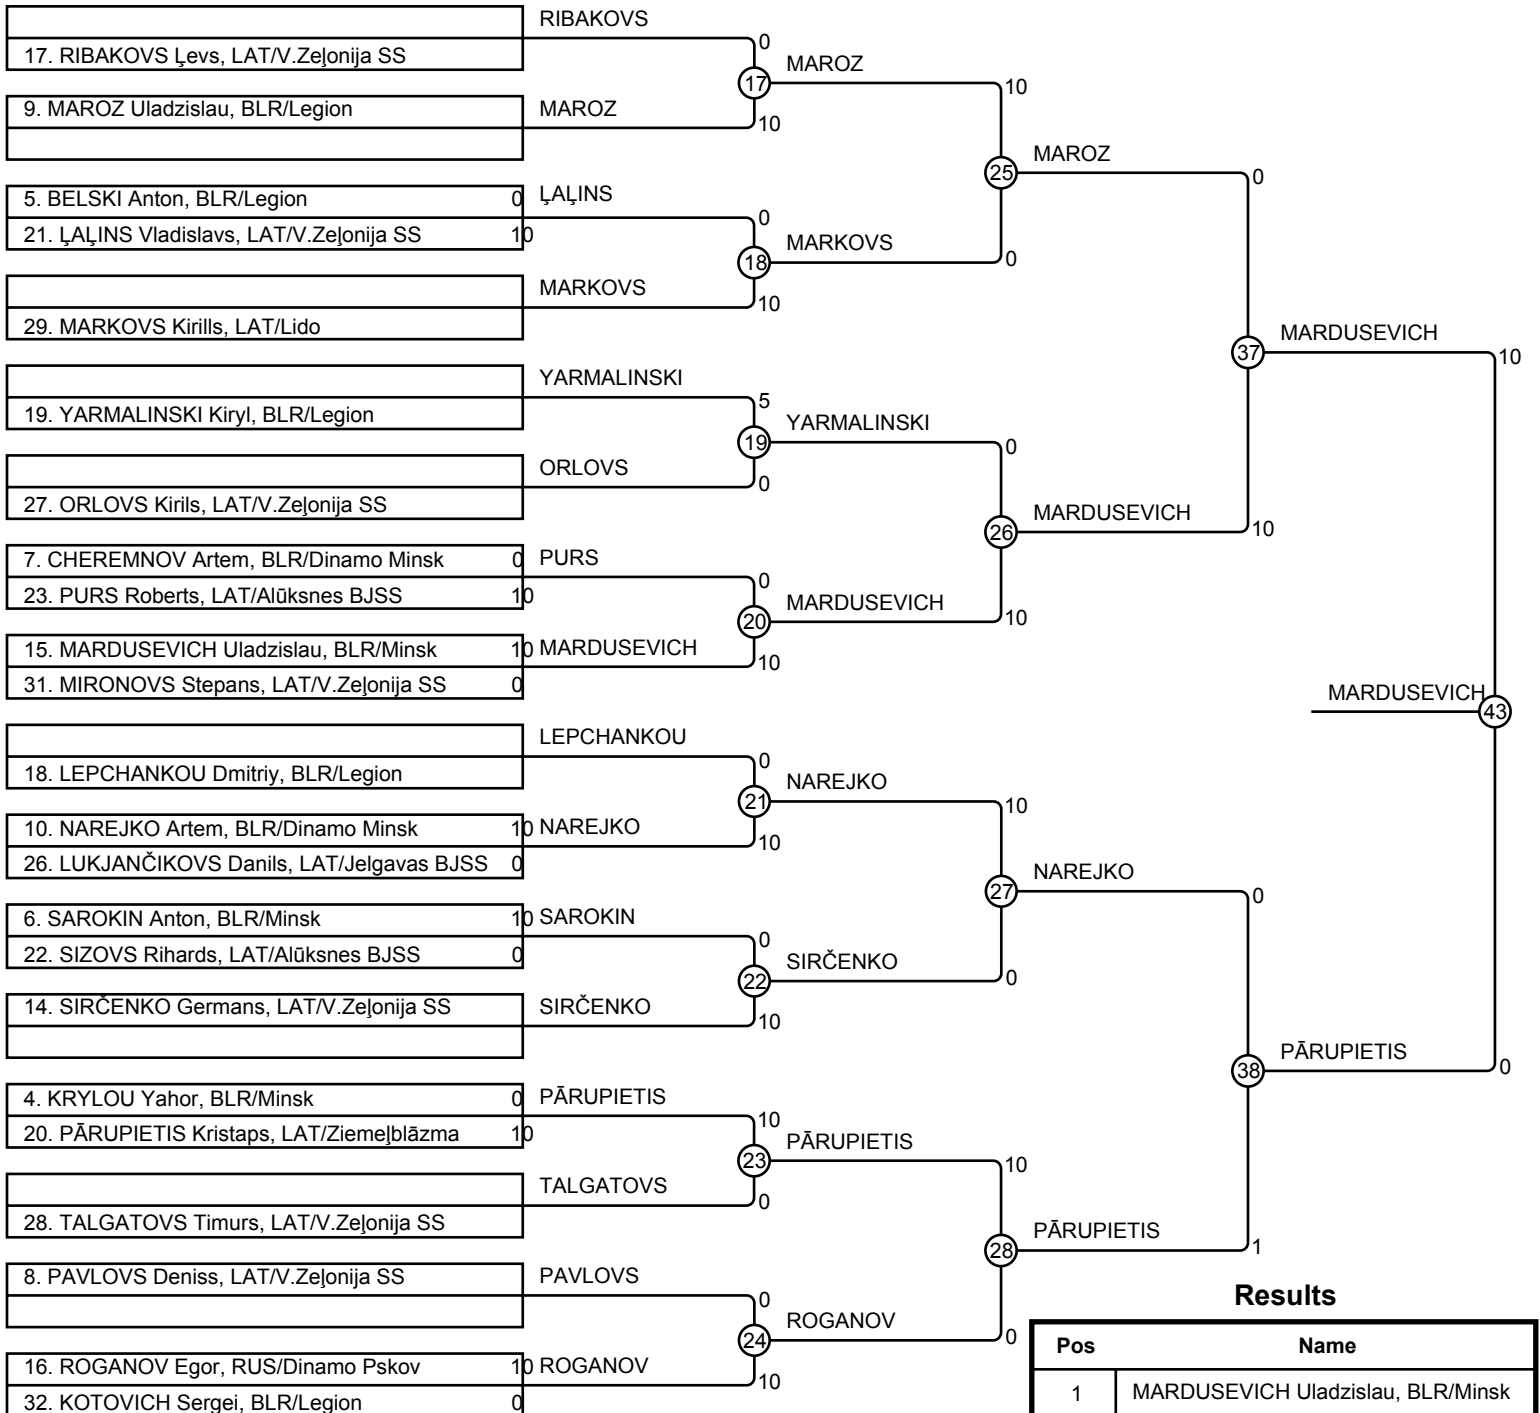 RIBAKOVS
17. RIBAKOVS Ļevs, LAT/V.Zeļonija SS
0
17
MAROZ
10
9. MAROZ Uladzislau, BLR/Legion
MAROZ
10
MAROZ
25
0
5. BELSKI Anton, BLR/Legion 0
ĻAĻINS
21. ĻAĻINS Vladislavs, LAT/V.Zeļonija SS 10
0
18
MARKOVS
0
MARKOVS
10
29. MARKOVS Kirills, LAT/Lido
37
MARDUSEVICH
10
YARMALINSKI
19. YARMALINSKI Kiryl, BLR/Legion
5
19
YARMALINSKI
0
ORLOVS
0
27. ORLOVS Kirils, LAT/V.Zeļonija SS
26
MARDUSEVICH
10
7. CHEREMNOV Artem, BLR/Dinamo Minsk 0
PURS
23. PURS Roberts, LAT/Alūksnes BJSS 10
0
20
MARDUSEVICH
10
15. MARDUSEVICH Uladzislau, BLR/Minsk 10
MARDUSEVICH
10
31. MIRONOVS Stepans, LAT/V.Zeļonija SS 0
MARDUSEVICH
43
LEPCHANKOU
18. LEPCHANKOU Dmitriy, BLR/Legion
0
21
NAREJKO
10
10. NAREJKO Artem, BLR/Dinamo Minsk 10
NAREJKO
10
26. LUKJANČIKOVS Danils, LAT/Jelgavas BJSS 0
27
NAREJKO
0
6. SAROKIN Anton, BLR/Minsk 10
SAROKIN
22. SIZOVS Rihards, LAT/Alūksnes BJSS 0
0
22
SIRČENKO
0
14. SIRČENKO Germans, LAT/V.Zeļonija SS
SIRČENKO
10
38
PĀRUPIETIS
0
4. KRYLOU Yahor, BLR/Minsk 0
PĀRUPIETIS
20. PĀRUPIETIS Kristaps, LAT/Ziemeļblāzma 10
10
23
PĀRUPIETIS
10
TALGATOVS
0
28. TALGATOVS Timurs, LAT/V.Zeļonija SS
28
PĀRUPIETIS
1
8. PAVLOVS Deniss, LAT/V.Zeļonija SS
PAVLOVS
0
24
ROGANOV
0
16. ROGANOV Egor, RUS/Dinamo Pskov 10
ROGANOV
10
32. KOTOVICH Sergei, BLR/Legion 0
Results
Pos Name
1 MARDUSEVICH Uladzislau, BLR/Minsk